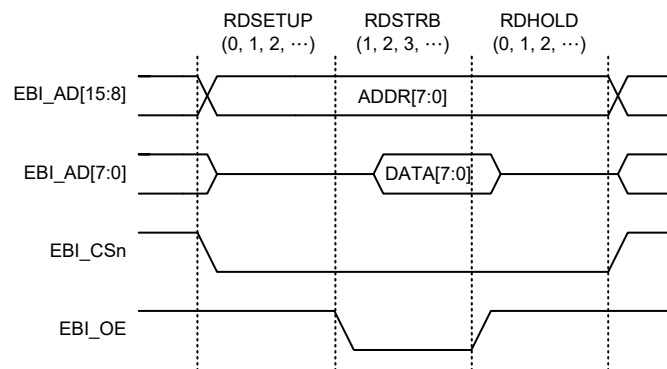 RDSETUP RDSTRB RDHOLD
(0, 1, 2, ⋯) (1, 2, 3, ⋯) (0, 1, 2, ⋯)
EBI_AD[15:8] ADDR[7:0]
EBI_AD[7:0] DATA[7:0]
EBI_CSn
EBI_OE